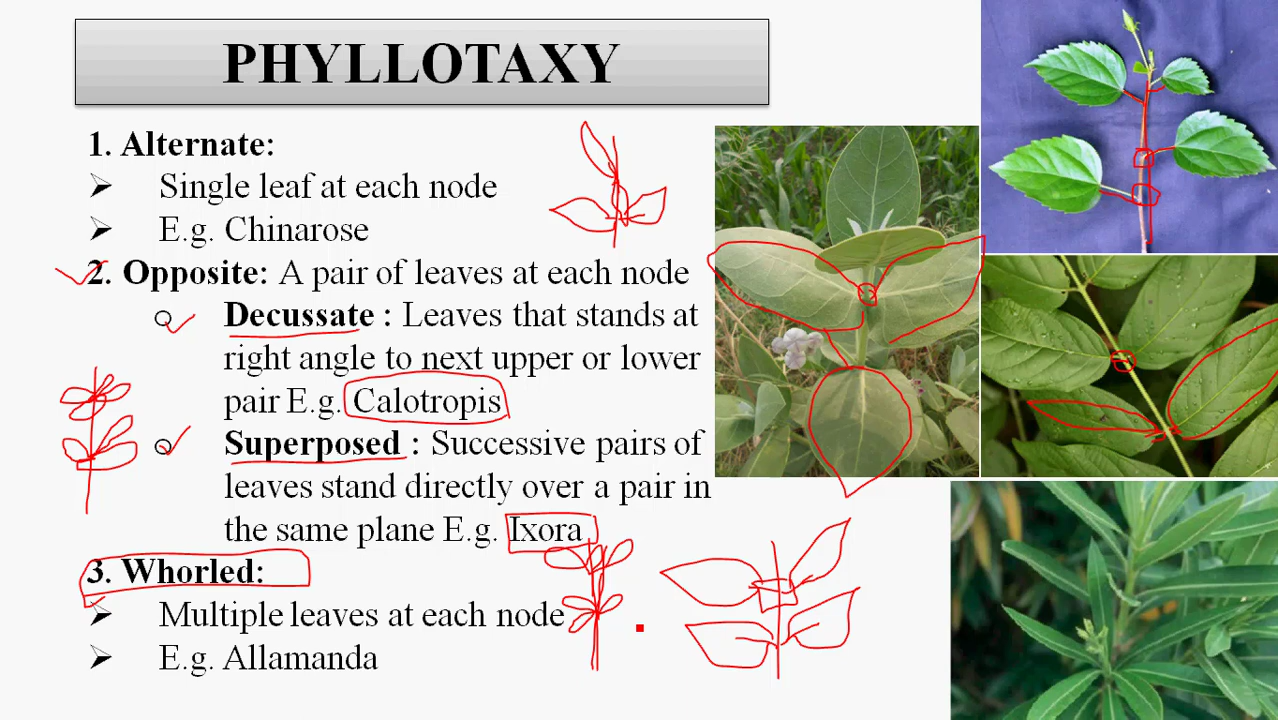 PHYLLOTAXY
1. Alternate:
➢ Single leaf at each node
➢ E.g. Chinarose
2. Opposite: A pair of leaves at each node
o Decussate : Leaves that stands at
right angle to next upper or lower
pair E.g. Calotropis
o Superposed : Successive pairs of
leaves stand directly over a pair in
the same plane E.g. Ixora
3. Whorled:
➢ Multiple leaves at each node
➢ E.g. Allamanda